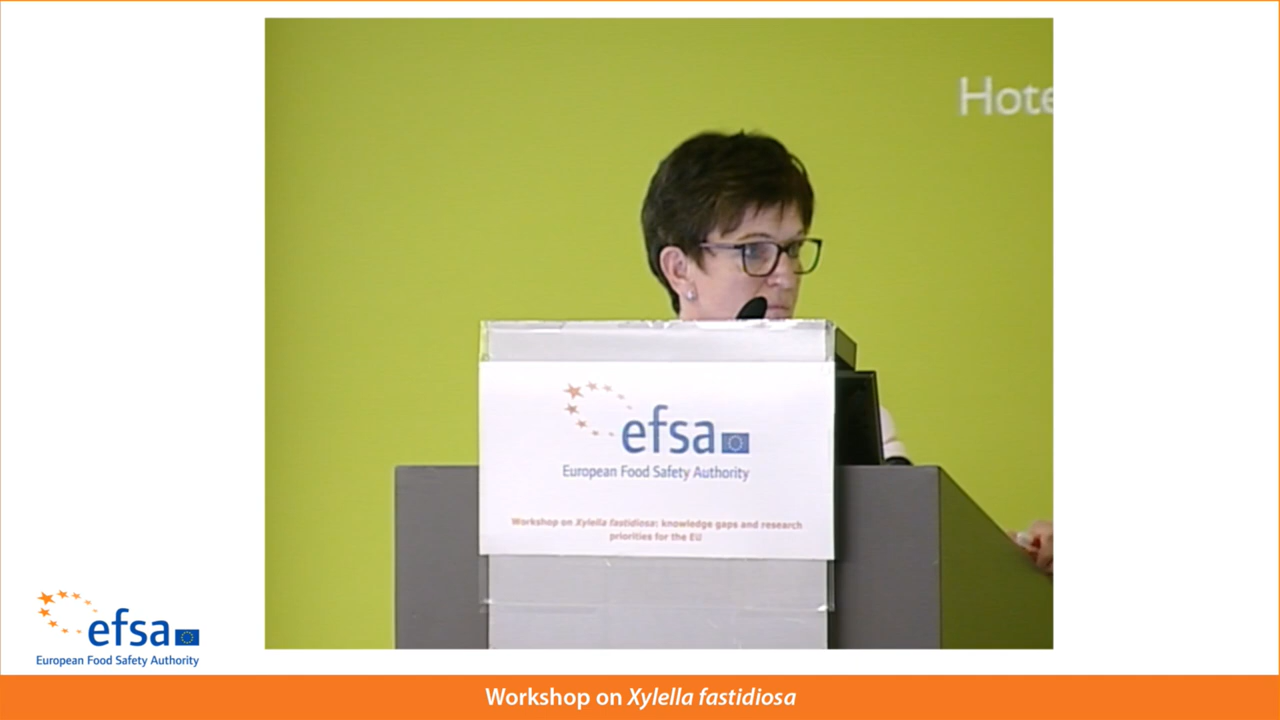 Hote
efsa
European Food Safety Authority
Workshop on Xylella fastidiosa: knowledge gaps and research
priorities for the EU
efsa
European Food Safety Authority
Workshop on Xylella fastidiosa